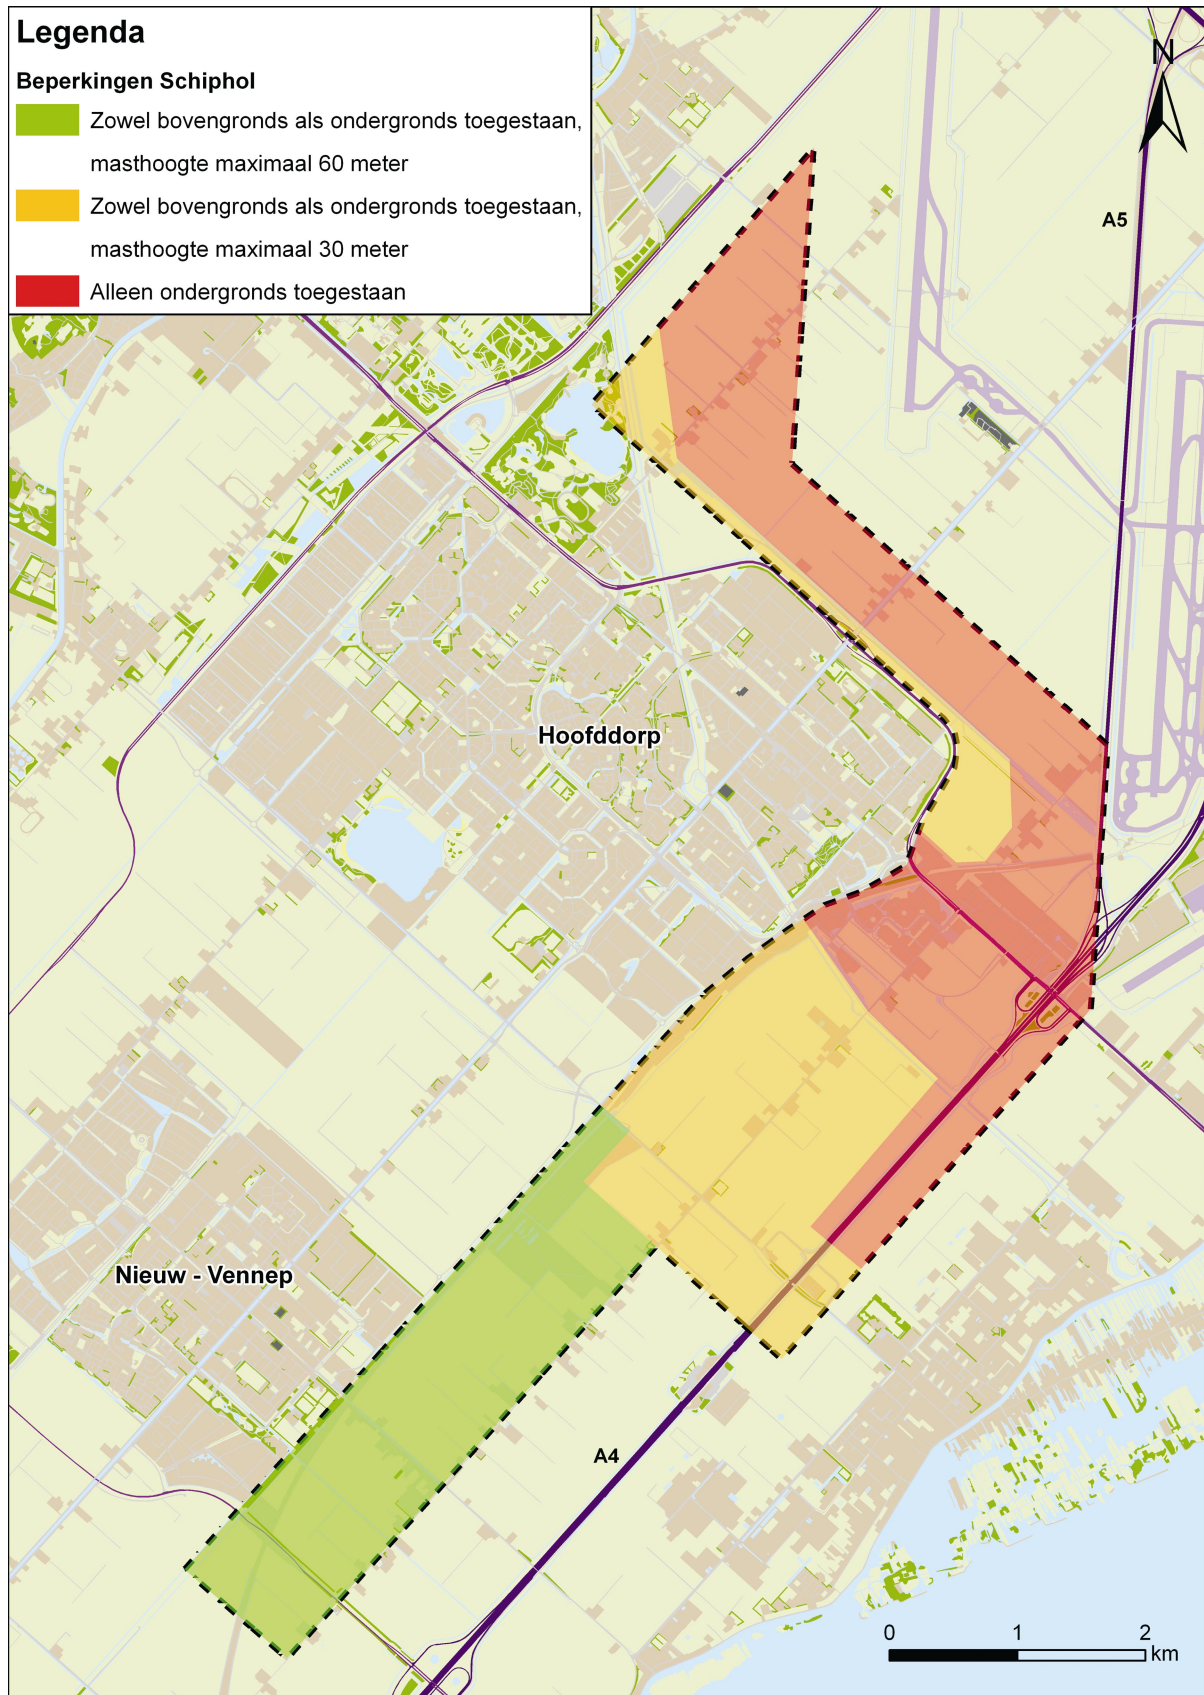 Legenda
Beperkingen Schiphol
Zowel bovengronds als ondergronds toegestaan,
masthoogte maximaal 60 meter
Zowel bovengronds als ondergronds toegestaan,
masthoogte maximaal 30 meter
Alleen ondergronds toegestaan
N
A5
Hoofddorp
Nieuw - Vennep
A4
0 1 2
km